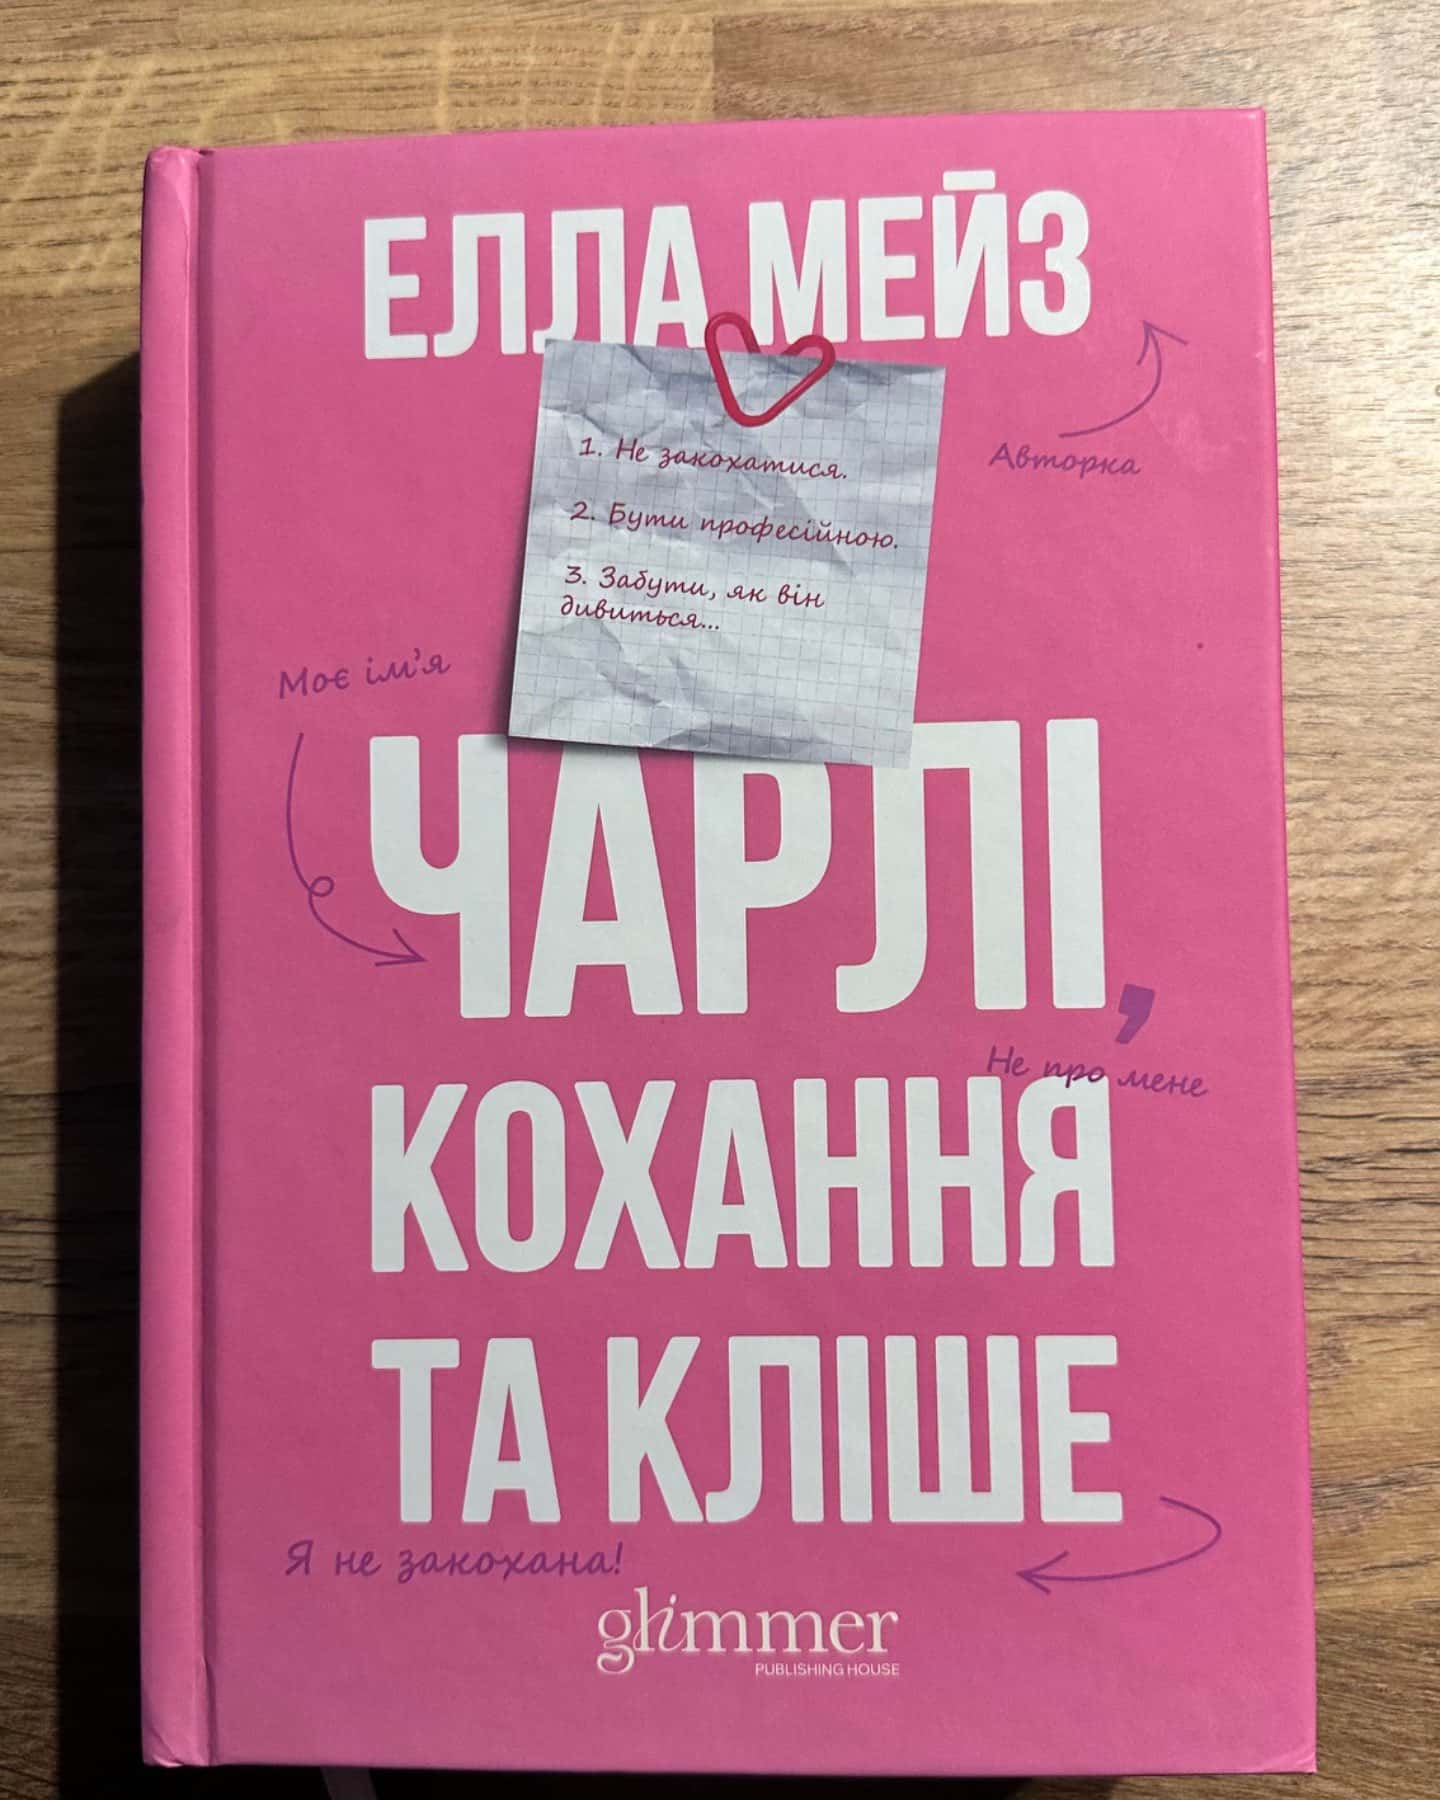 ЕЛЛА МЕЙЗ
Авторка
1. Не закохатися.
2. Бути професійною.
3. Забути, як він
дивиться...
Моє ім'я
ЧАРЛІ,
Не про мене
КОХАННЯ
ТА КЛІШЕ
Я не закохана!
glimmer
PUBLISHING HOUSE